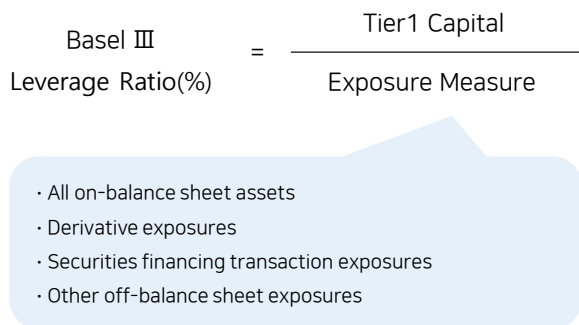 Basel Ⅲ
Leverage Ratio(%)
=
Tier1 Capital
Exposure Measure
· All on-balance sheet assets
· Derivative exposures
· Securities financing transaction exposures
· Other off-balance sheet exposures